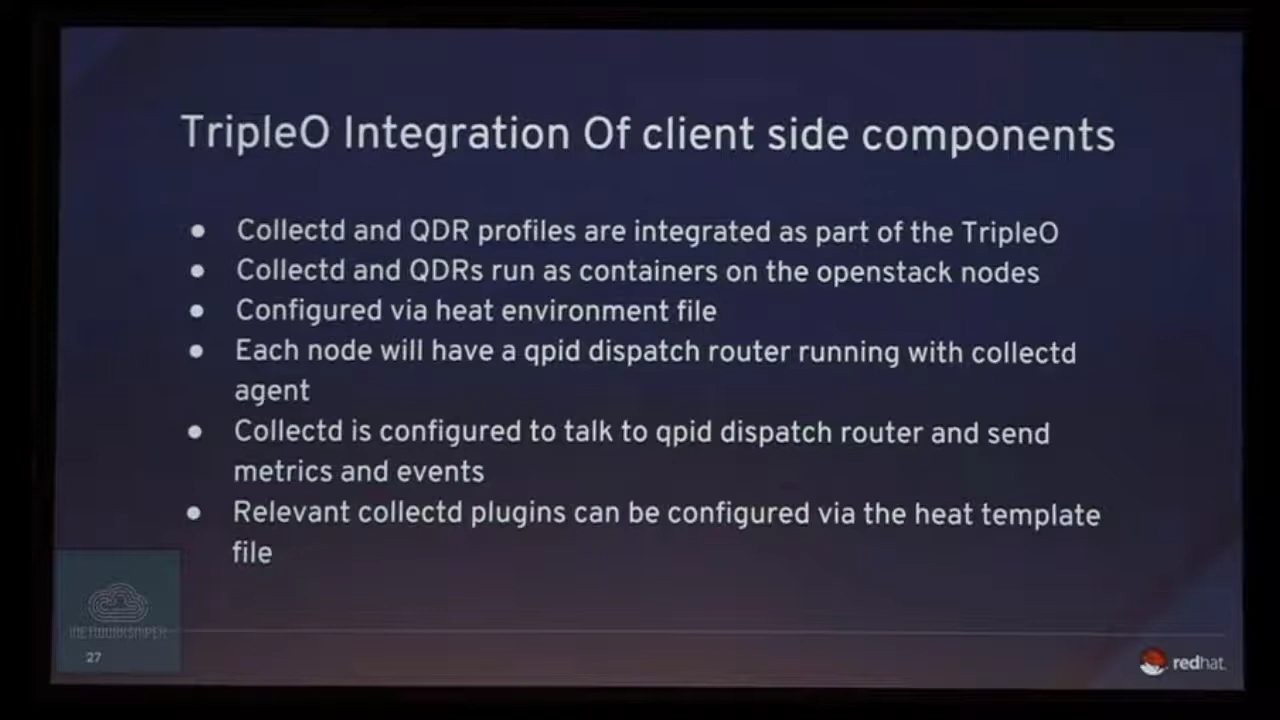 TripleO Integration Of client side components
● Collectd and QDR profiles are integrated as part of the TripleO
● Collectd and QDRs run as containers on the openstack nodes
● Configured via heat environment file
● Each node will have a qpid dispatch router running with collectd
agent
● Collectd is configured to talk to qpid dispatch router and send
metrics and events
● Relevant collectd plugins can be configured via the heat template
file
NETWORKSNIPER
27
redhat.